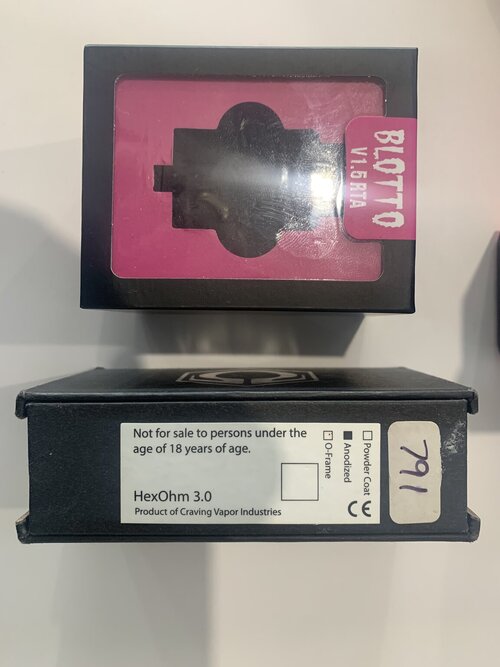 BLOTTO
V1.5 RTA
Not for sale to persons under the
age of 18 years of age.
HexOhm 3.0
Product of Craving Vapor Industries
Powder Coat
Anodized
O-Frame
CE
791